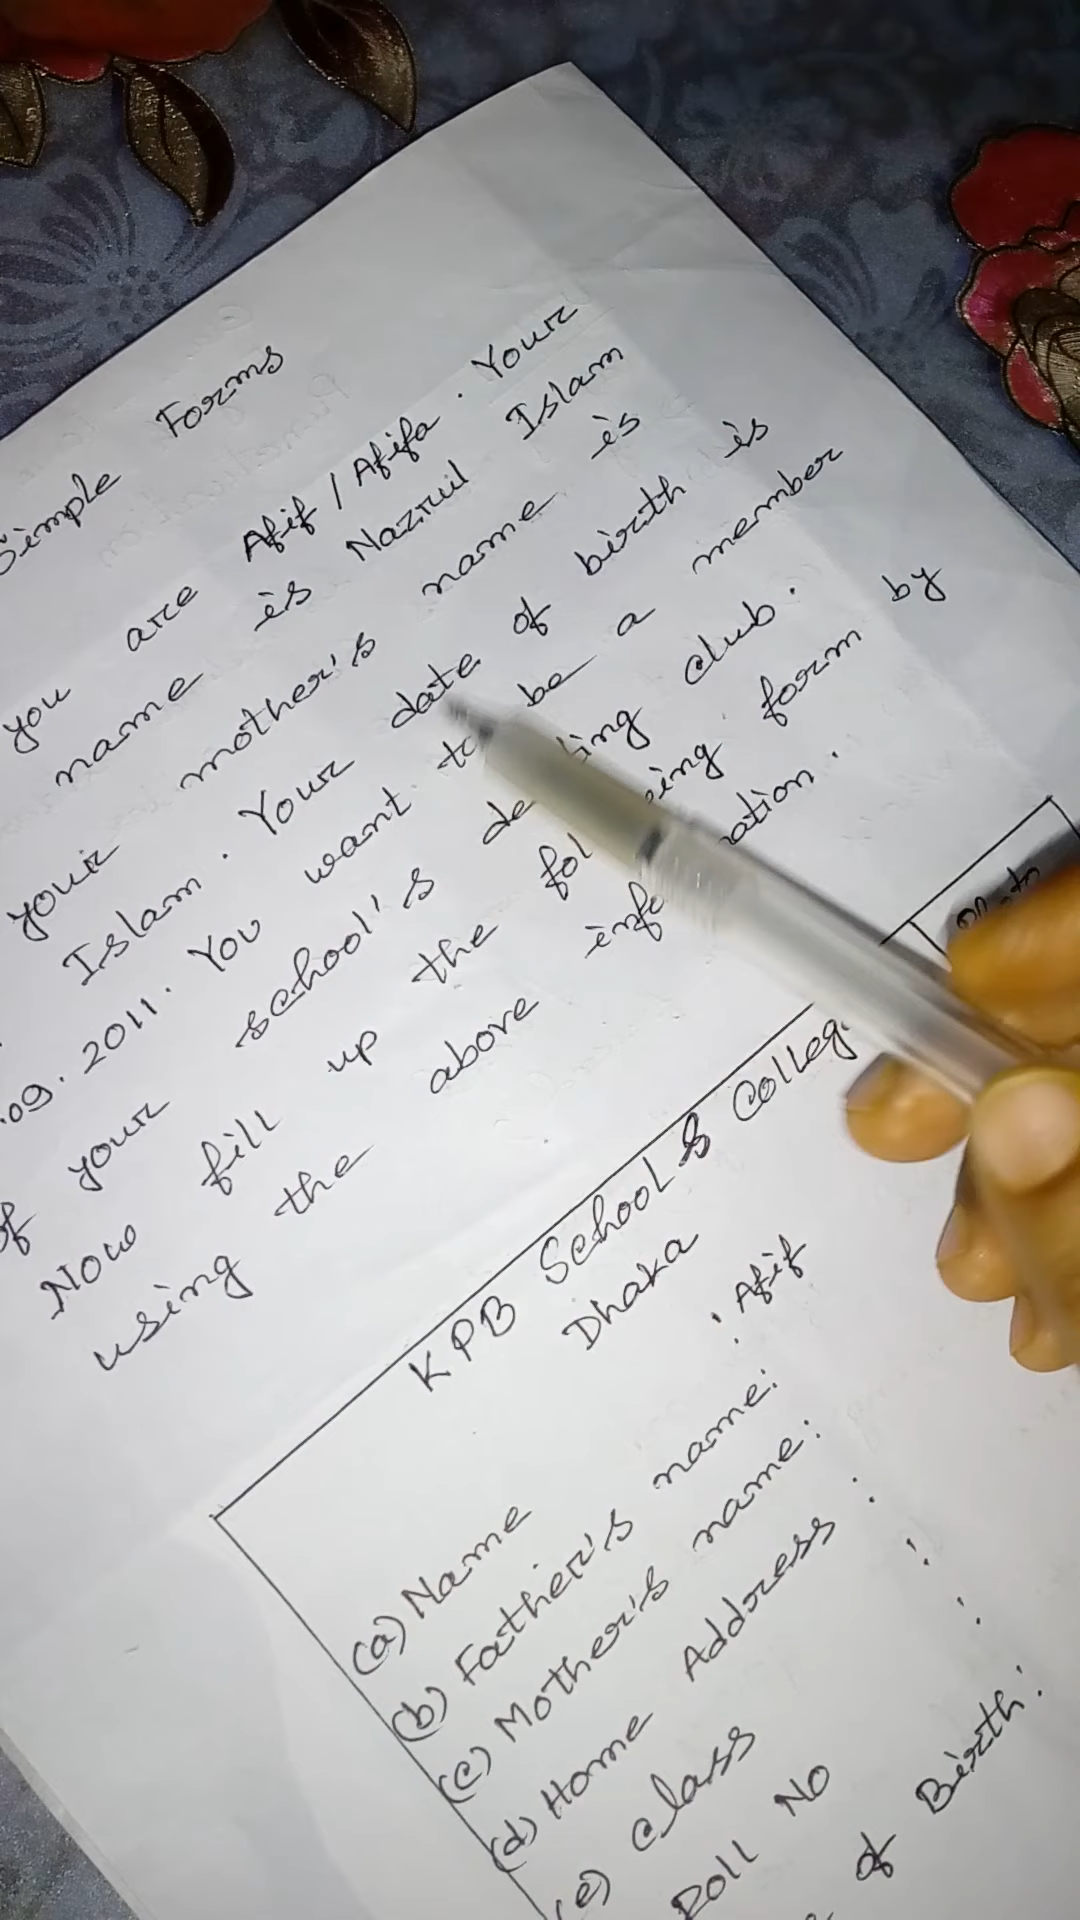 Simple Forms
you are Afif / Afifa. Your
name is Nazrul Islam
your mother's name is
Islam. Your date of birth is
.09.2011. You want to be a member
of your school's debating club.
Now fill up the following form by
using the above information.
Photo
KPB School & College
Dhaka
(a) Name : Afif
(b) Father's name:
(c) Mother's name:
(d) Home Address :
(e) Class :
Roll No :
of Birth: